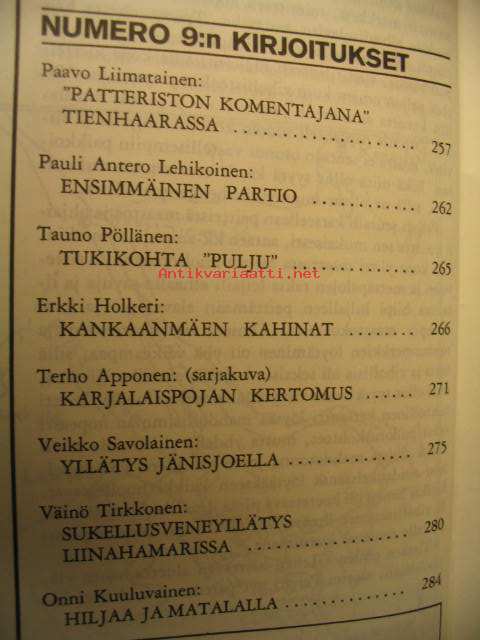 NUMERO 9:n KIRJOITUKSET
Paavo Liimatainen:
"PATTERISTON KOMENTAJANA"
TIENHAARASSA .................... 257
Pauli Antero Lehikoinen:
ENSIMMÄINEN PARTIO ............ 262
Tauno Pöllänen:
TUKIKOHTA "PULJU" ............ 265
Antikvariaatti.net
Erkki Holkeri:
KANKAANMÄEN KAHINAT ........ 266
Terho Apponen: (sarjakuva)
KARJALAISPOJAN KERTOMUS ...... 271
Veikko Savolainen:
YLLÄTYS JÄNISJOELLA ............. 275
Väinö Tirkkonen:
SUKELLUSVENEYLLÄTYS
LIINAHAMARISSA ................. 280
Onni Kuuluvainen:
HILJAA JA MATALALLA ............. 284